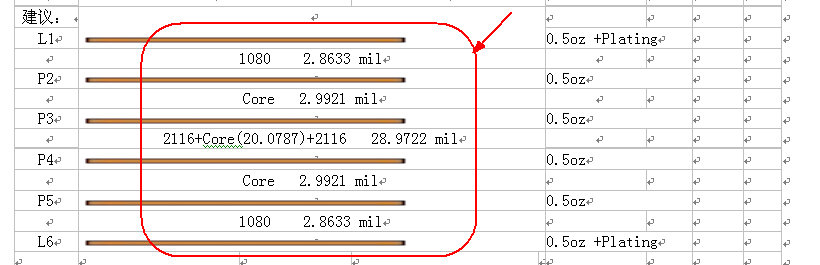 建议:
L1 0.5oz +Plating
1080 2.8633 mil
P2 0.5oz
Core 2.9921 mil
P3 0.5oz
2116+Core(20.0787)+2116 28.9722 mil
P4 0.5oz
Core 2.9921 mil
P5 0.5oz
1080 2.8633 mil
L6 0.5oz +Plating